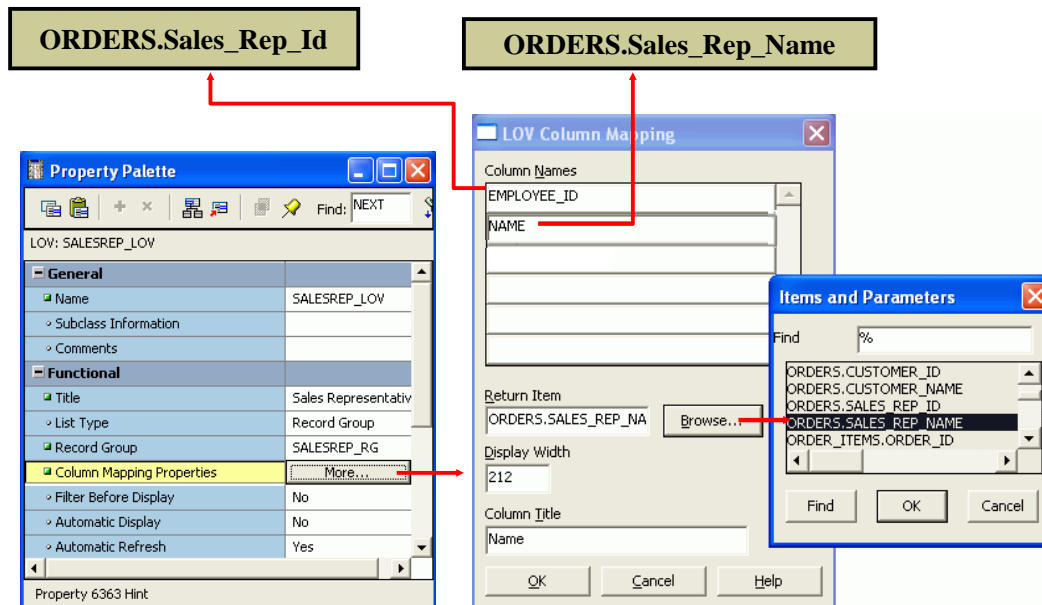 ORDERS.Sales_Rep_Id
ORDERS.Sales_Rep_Name
Property Palette
Find: NEXT
LOV: SALESREP_LOV
General
Name SALESREP_LOV
Subclass Information
Comments
Functional
Title Sales Representativ
List Type Record Group
Record Group SALESREP_RG
Column Mapping Properties More...
Filter Before Display No
Automatic Display No
Automatic Refresh Yes
Property 6363 Hint
LOV Column Mapping
Column Names
EMPLOYEE_ID
NAME
Return Item
ORDERS.SALES_REP_NA Browse...
Display Width
212
Column Title
Name
OK Cancel Help
Items and Parameters
Find %
ORDERS.CUSTOMER_ID
ORDERS.CUSTOMER_NAME
ORDERS.SALES_REP_ID
ORDERS.SALES_REP_NAME
ORDER_ITEMS.ORDER_ID
Find OK Cancel